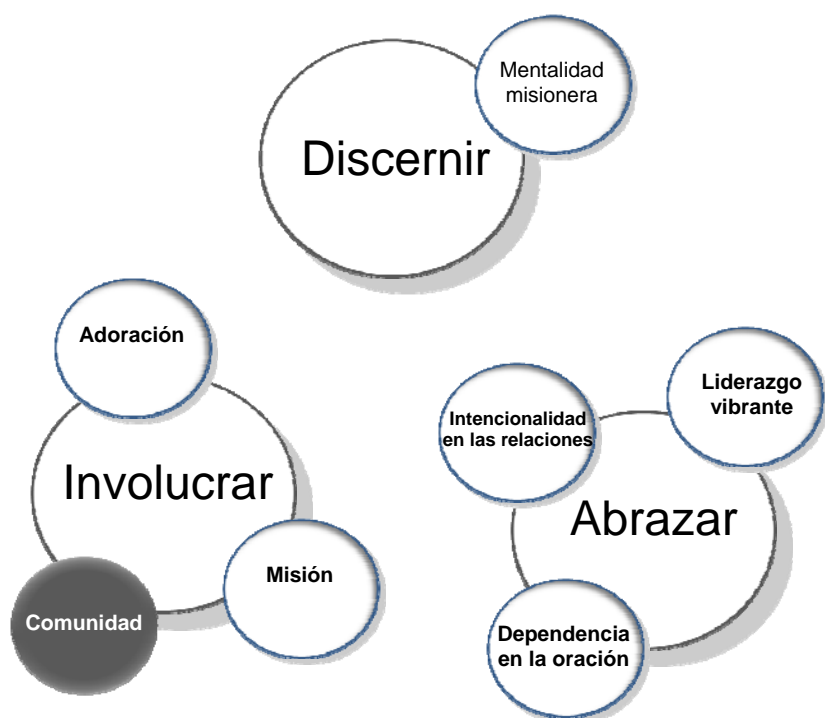 Mentalidad
misionera
Discernir
Adoración
Involucrar
Misión
Comunidad
Liderazgo
vibrante
Intencionalidad
en las relaciones
Abrazar
Dependencia
en la oración